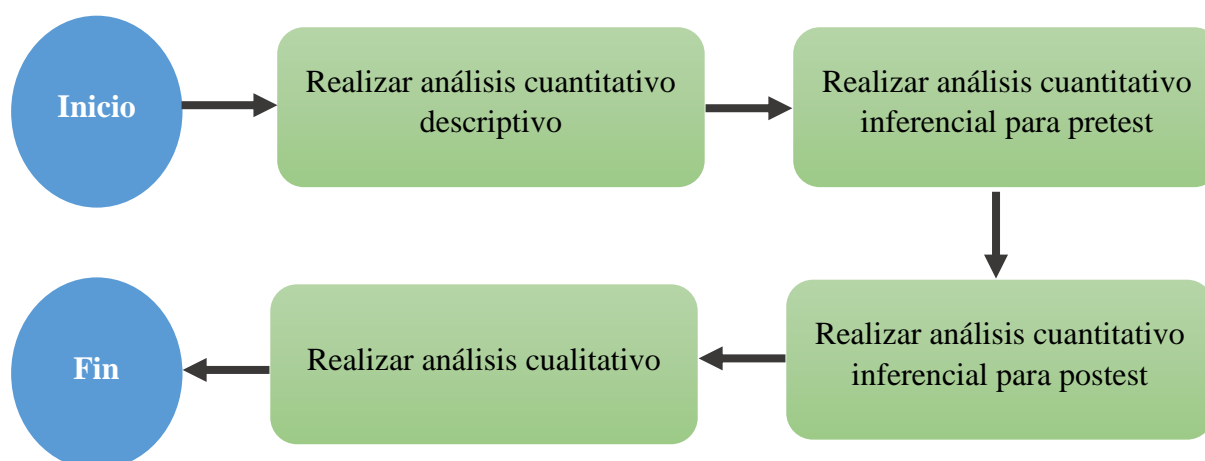 Inicio
Realizar análisis cuantitativo
descriptivo
Realizar análisis cuantitativo
inferencial para pretest
Realizar análisis cuantitativo
inferencial para postest
Realizar análisis cualitativo
Fin